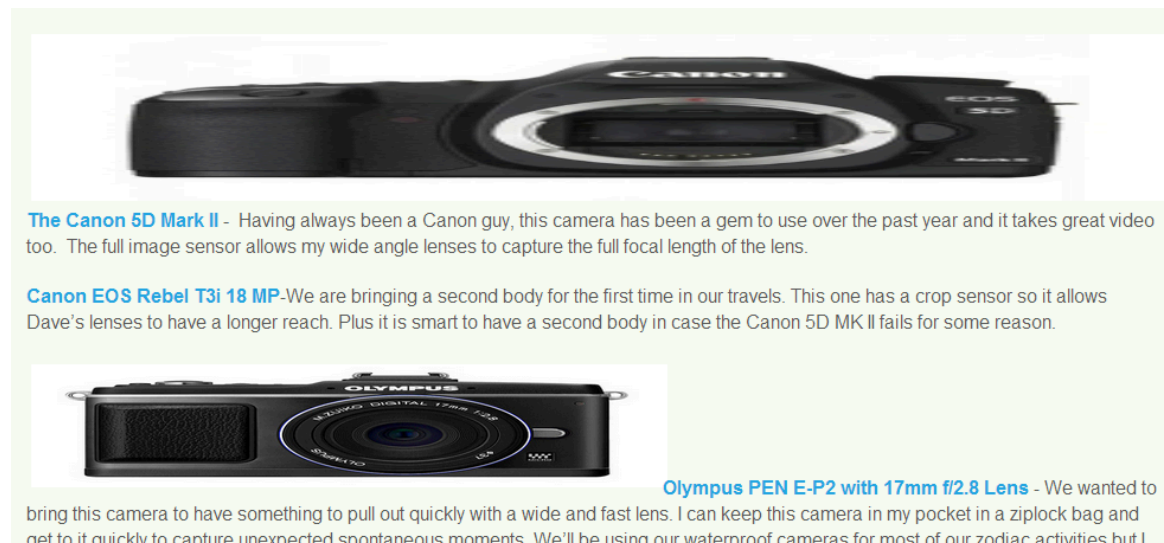 Canon
EOS
5D
Mark II
The Canon 5D Mark II - Having always been a Canon guy, this camera has been a gem to use over the past year and it takes great video
too. The full image sensor allows my wide angle lenses to capture the full focal length of the lens.
Canon EOS Rebel T3i 18 MP-We are bringing a second body for the first time in our travels. This one has a crop sensor so it allows
Dave's lenses to have a longer reach. Plus it is smart to have a second body in case the Canon 5D MK II fails for some reason.
OLYMPUS
M.ZUIKO DIGITAL 17mm 1:2.8
OLYMPUS
Olympus PEN E-P2 with 17mm f/2.8 Lens - We wanted to
bring this camera to have something to pull out quickly with a wide and fast lens. I can keep this camera in my pocket in a ziplock bag and
get to it quickly to capture unexpected spontaneous moments. We'll be using our waterproof cameras for most of our zodiac activities but I